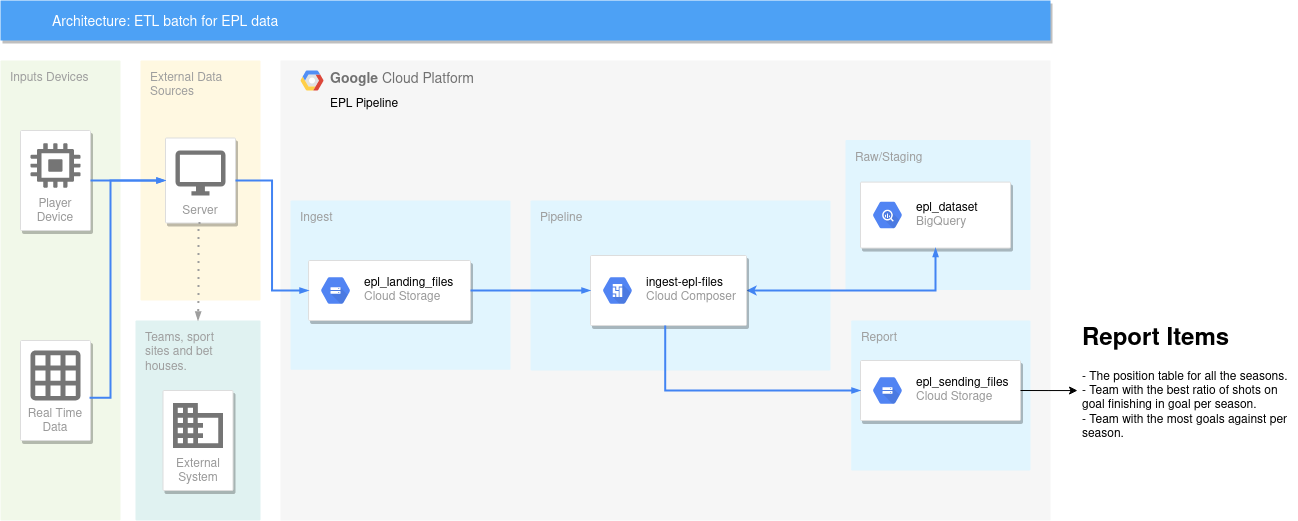 Architecture: ETL batch for EPL data
Inputs Devices
Player
Device
Real Time
Data
External Data
Sources
Server
Teams, sport
sites and bet
houses.
External
System
Google Cloud Platform
EPL Pipeline
Ingest
epl_landing_files
Cloud Storage
Pipeline
ingest-epl-files
Cloud Composer
Raw/Staging
epl_dataset
BigQuery
Report
epl_sending_files
Cloud Storage
Report Items
- The position table for all the seasons.
- Team with the best ratio of shots on
goal finishing in goal per season.
- Team with the most goals against per
season.